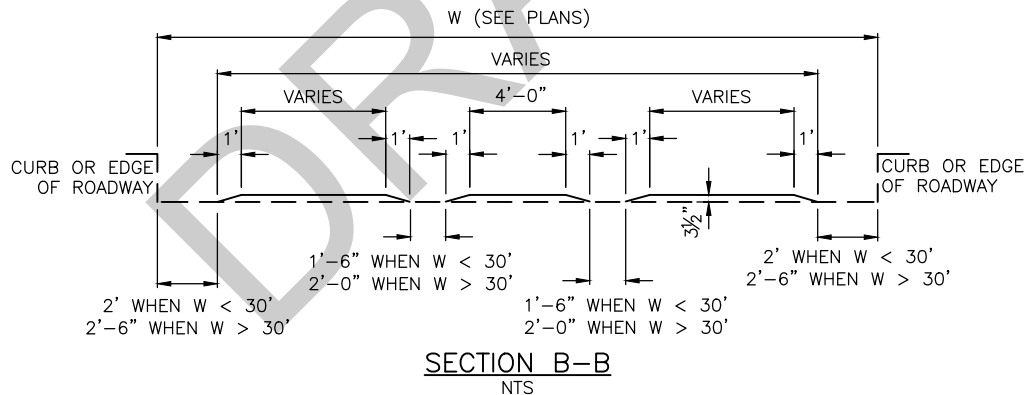 W (SEE PLANS)
VARIES
VARIES
4'-0"
VARIES
1'
1'
1'
1'
1'
1'
CURB OR EDGE
OF ROADWAY
CURB OR EDGE
OF ROADWAY
3½"
1'-6" WHEN W < 30'
2'-0" WHEN W > 30'
2' WHEN W < 30'
2'-6" WHEN W > 30'
2' WHEN W < 30'
2'-6" WHEN W > 30'
1'-6" WHEN W < 30'
2'-0" WHEN W > 30'
SECTION B-B
NTS